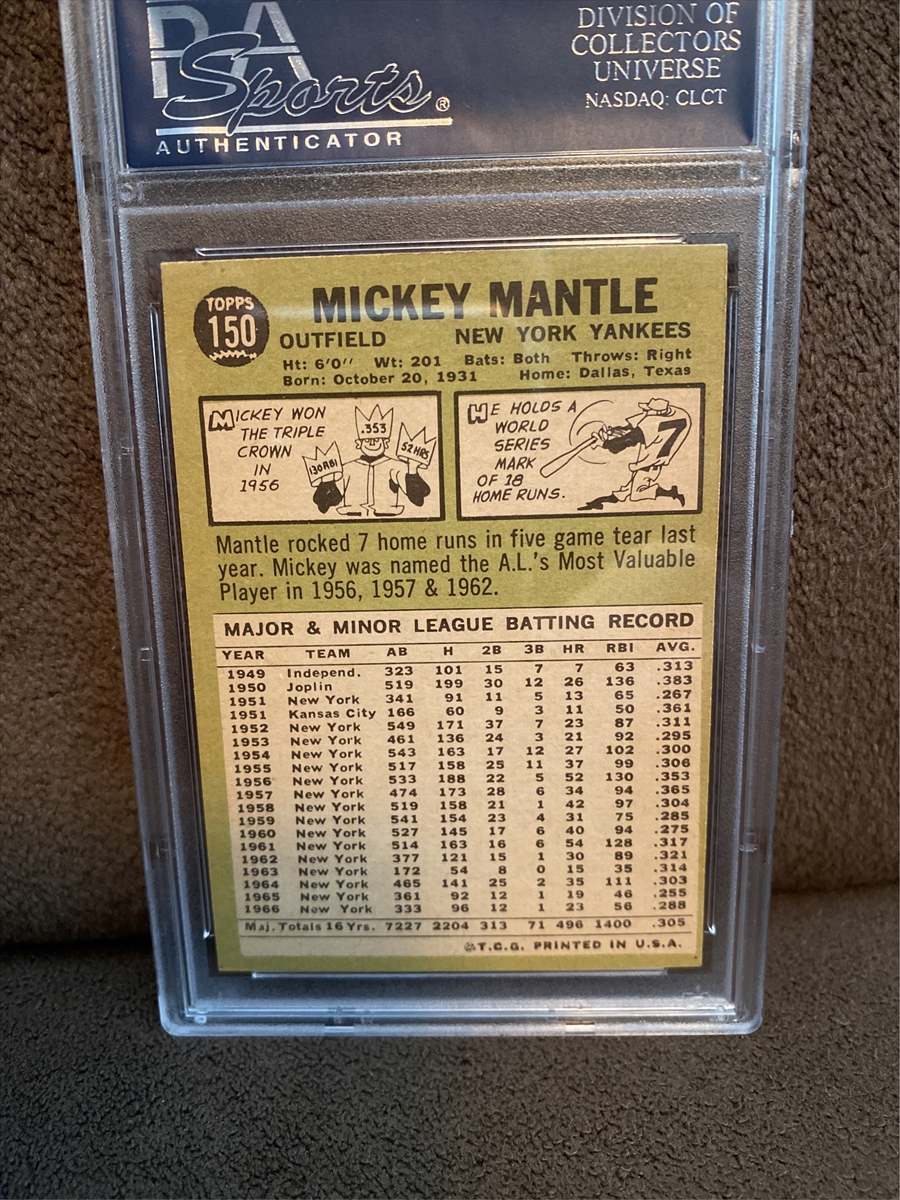 PSA
DIVISION OF
COLLECTORS
UNIVERSE
NASDAQ: CLCT
Sports®
AUTHENTICATOR
TOPPS
150
MICKEY MANTLE
OUTFIELD NEW YORK YANKEES
Ht: 6'0'' Wt: 201 Bats: Both Throws: Right
Born: October 20, 1931 Home: Dallas, Texas
MICKEY WON
THE TRIPLE
CROWN
IN
1956
.353
130 RBI
52 HRS
HE HOLDS A
WORLD
SERIES
MARK
OF 18
HOME RUNS.
7
Mantle rocked 7 home runs in five game tear last
year. Mickey was named the A.L.'s Most Valuable
Player in 1956, 1957 & 1962.
MAJOR & MINOR LEAGUE BATTING RECORD
YEAR TEAM AB H 2B 3B HR RBI AVG.
1949 Independ. 323 101 15 7 7 63 .313
1950 Joplin 519 199 30 12 26 136 .383
1951 New York 341 91 11 5 13 65 .267
1951 Kansas City 166 60 9 3 11 50 .361
1952 New York 549 171 37 7 23 87 .311
1953 New York 461 136 24 3 21 92 .295
1954 New York 543 163 17 12 27 102 .300
1955 New York 517 158 25 11 37 99 .306
1956 New York 533 188 22 5 52 130 .353
1957 New York 474 173 28 6 34 94 .365
1958 New York 519 158 21 1 42 97 .304
1959 New York 541 154 23 4 31 75 .285
1960 New York 527 145 17 6 40 94 .275
1961 New York 514 163 16 6 54 128 .317
1962 New York 377 121 15 1 30 89 .321
1963 New York 172 54 8 0 15 35 .314
1964 New York 465 141 25 2 35 111 .303
1965 New York 361 92 12 1 19 46 .255
1966 New York 333 96 12 1 23 56 .288
Maj. Totals 16 Yrs. 7227 2204 313 71 496 1400 .305
©T.C.G. PRINTED IN U.S.A.